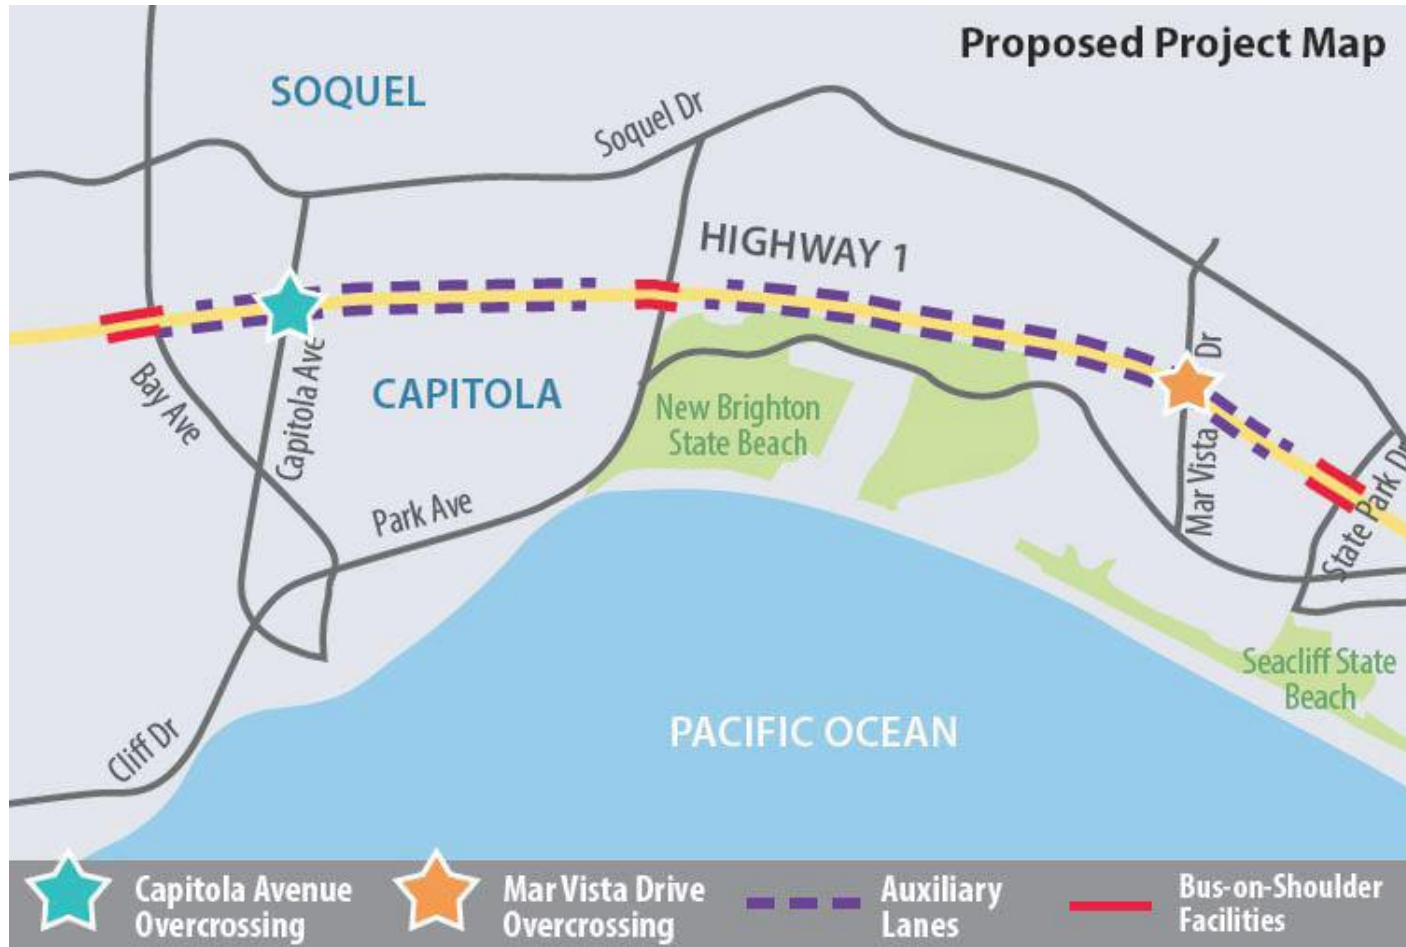 Proposed Project Map
SOQUEL
Soquel Dr
HIGHWAY 1
Bay Ave
Capitola Ave
CAPITOLA
New Brighton
State Beach
Mar Vista Dr
Park Ave
State Park Dr
Seacliff State
Beach
Cliff Dr
PACIFIC OCEAN
Capitola Avenue
Overcrossing
Mar Vista Drive
Overcrossing
Auxiliary
Lanes
Bus-on-Shoulder
Facilities